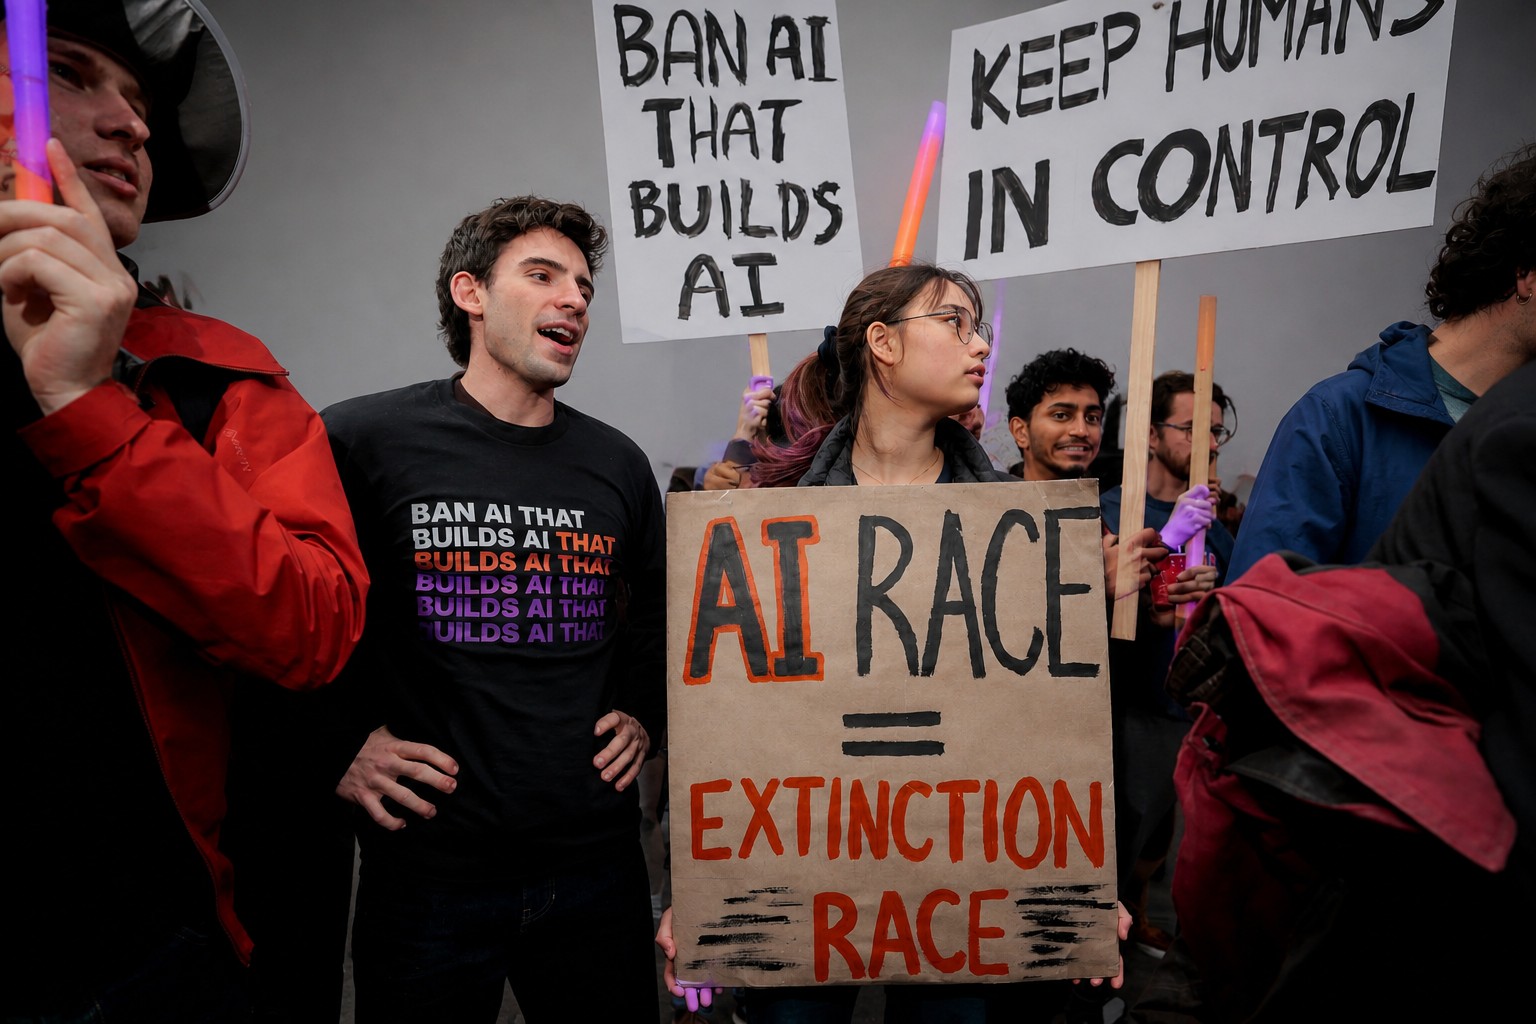 BAN AI
THAT
BUILDS
AI
KEEP HUMANS
IN CONTROL
BAN AI THAT
BUILDS AI THAT
BUILDS AI THAT
BUILDS AI THAT
BUILDS AI THAT
BUILDS AI THAT
AI RACE
=
EXTINCTION
RACE